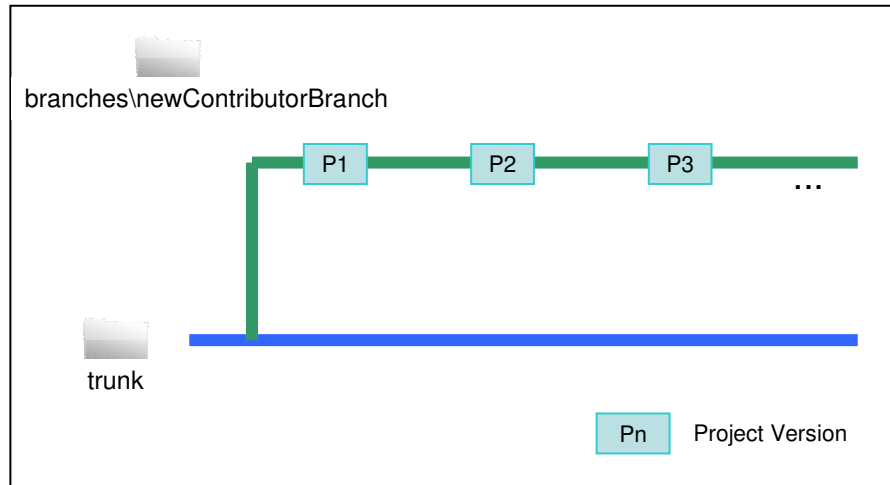 branches\newContributorBranch
P1 P2 P3
...
trunk
Pn Project Version